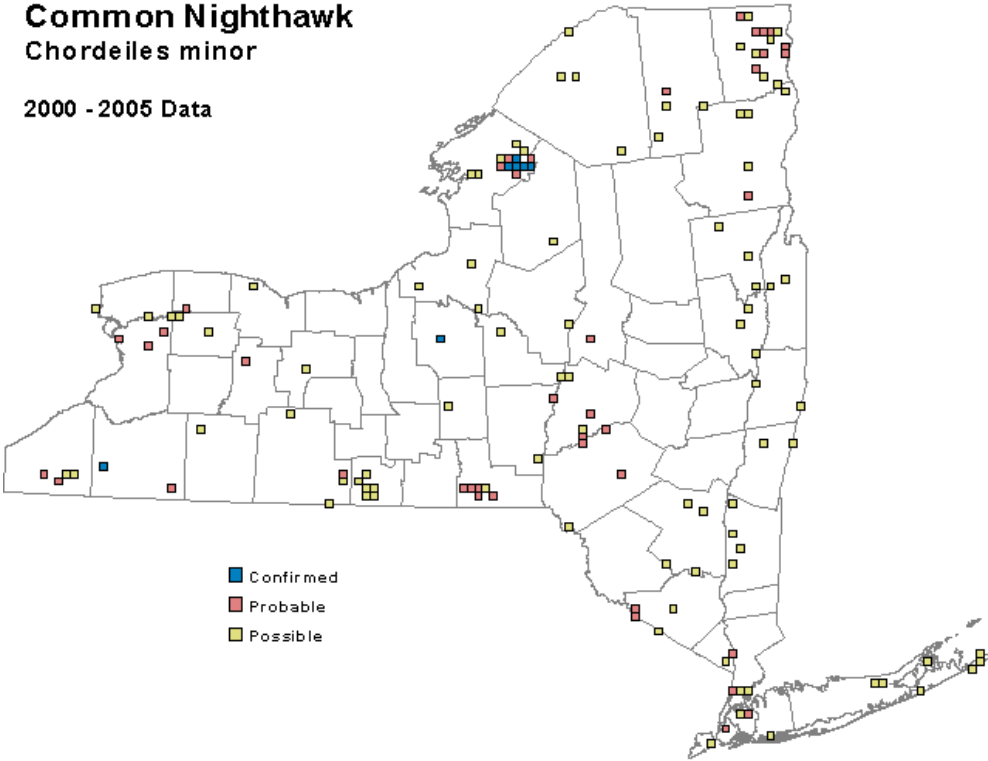 Common Nighthawk
Chordeiles minor
2000 - 2005 Data
Confirmed
Probable
Possible